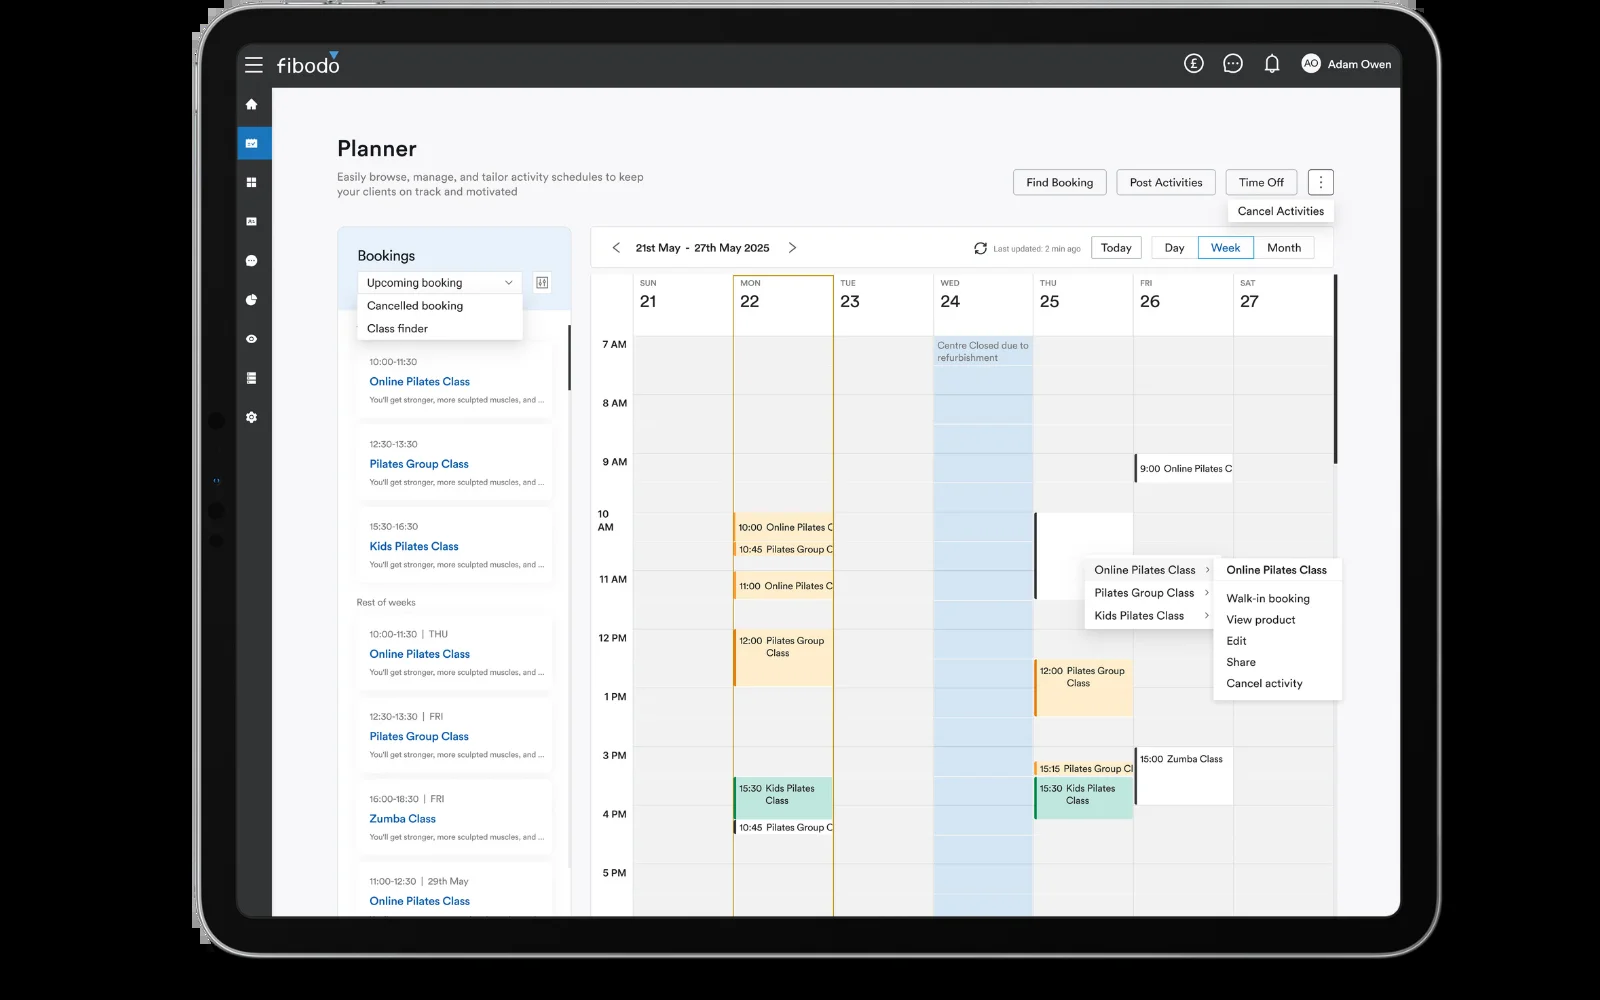 fibodo
£
AO Adam Owen
Planner
Easily browse, manage, and tailor activity schedules to keep
your clients on track and motivated
Find Booking
Post Activities
Time Off
Cancel Activities
Bookings
Upcoming booking
Cancelled booking
Class finder
10:00-11:30
Online Pilates Class
You'll get stronger, more sculpted muscles, and ...
12:30-13:30
Pilates Group Class
You'll get stronger, more sculpted muscles, and ...
15:30-16:30
Kids Pilates Class
You'll get stronger, more sculpted muscles, and ...
Rest of weeks
10:00-11:30 | THU
Online Pilates Class
You'll get stronger, more sculpted muscles, and ...
12:30-13:30 | FRI
Pilates Group Class
You'll get stronger, more sculpted muscles, and ...
16:00-18:30 | FRI
Zumba Class
You'll get stronger, more sculpted muscles, and ...
11:00-12:30 | 29th May
Online Pilates Class
21st May - 27th May 2025
Last updated: 2 min ago
Today
Day
Week
Month
SUN
21
MON
22
TUE
23
WED
24
THU
25
FRI
26
SAT
27
7 AM
8 AM
9 AM
10
AM
11 AM
12 PM
1 PM
3 PM
4 PM
5 PM
10:00 Online Pilates C
10:45 Pilates Group C
11:00 Online Pilates C
12:00 Pilates Group
Class
15:30 Kids Pilates
Class
10:45 Pilates Group C
Centre Closed due to
refurbishment
12:00 Pilates Group
Class
15:15 Pilates Group Cl
15:30 Kids Pilates
Class
9:00 Online Pilates C
15:00 Zumba Class
Online Pilates Class
Pilates Group Class
Kids Pilates Class
Online Pilates Class
Walk-in booking
View product
Edit
Share
Cancel activity